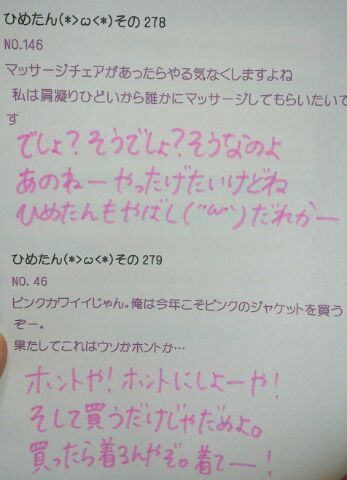 ひめたん(*>ω<*)その278
NO.146
マッサージチェアがあったらやる気なくしますよね
私は肩凝りひどいから誰かにマッサージしてもらいたいで
す
でしょ?そうでしょ?そうなのよ
あのねーやったげたいけどね
ひめたんもやばし(˘ω˘)だれかー
ひめたん(*>ω<*)その279
NO.46
ピンクカワイイじゃん。俺は今年こそピンクのジャケットを買う
ぞー。
果たしてこれはウソかホントか…
ホントや!ホントにしよーや!
そして買うだけじゃだめよ。
買ったら着るんやぞ。着てー!